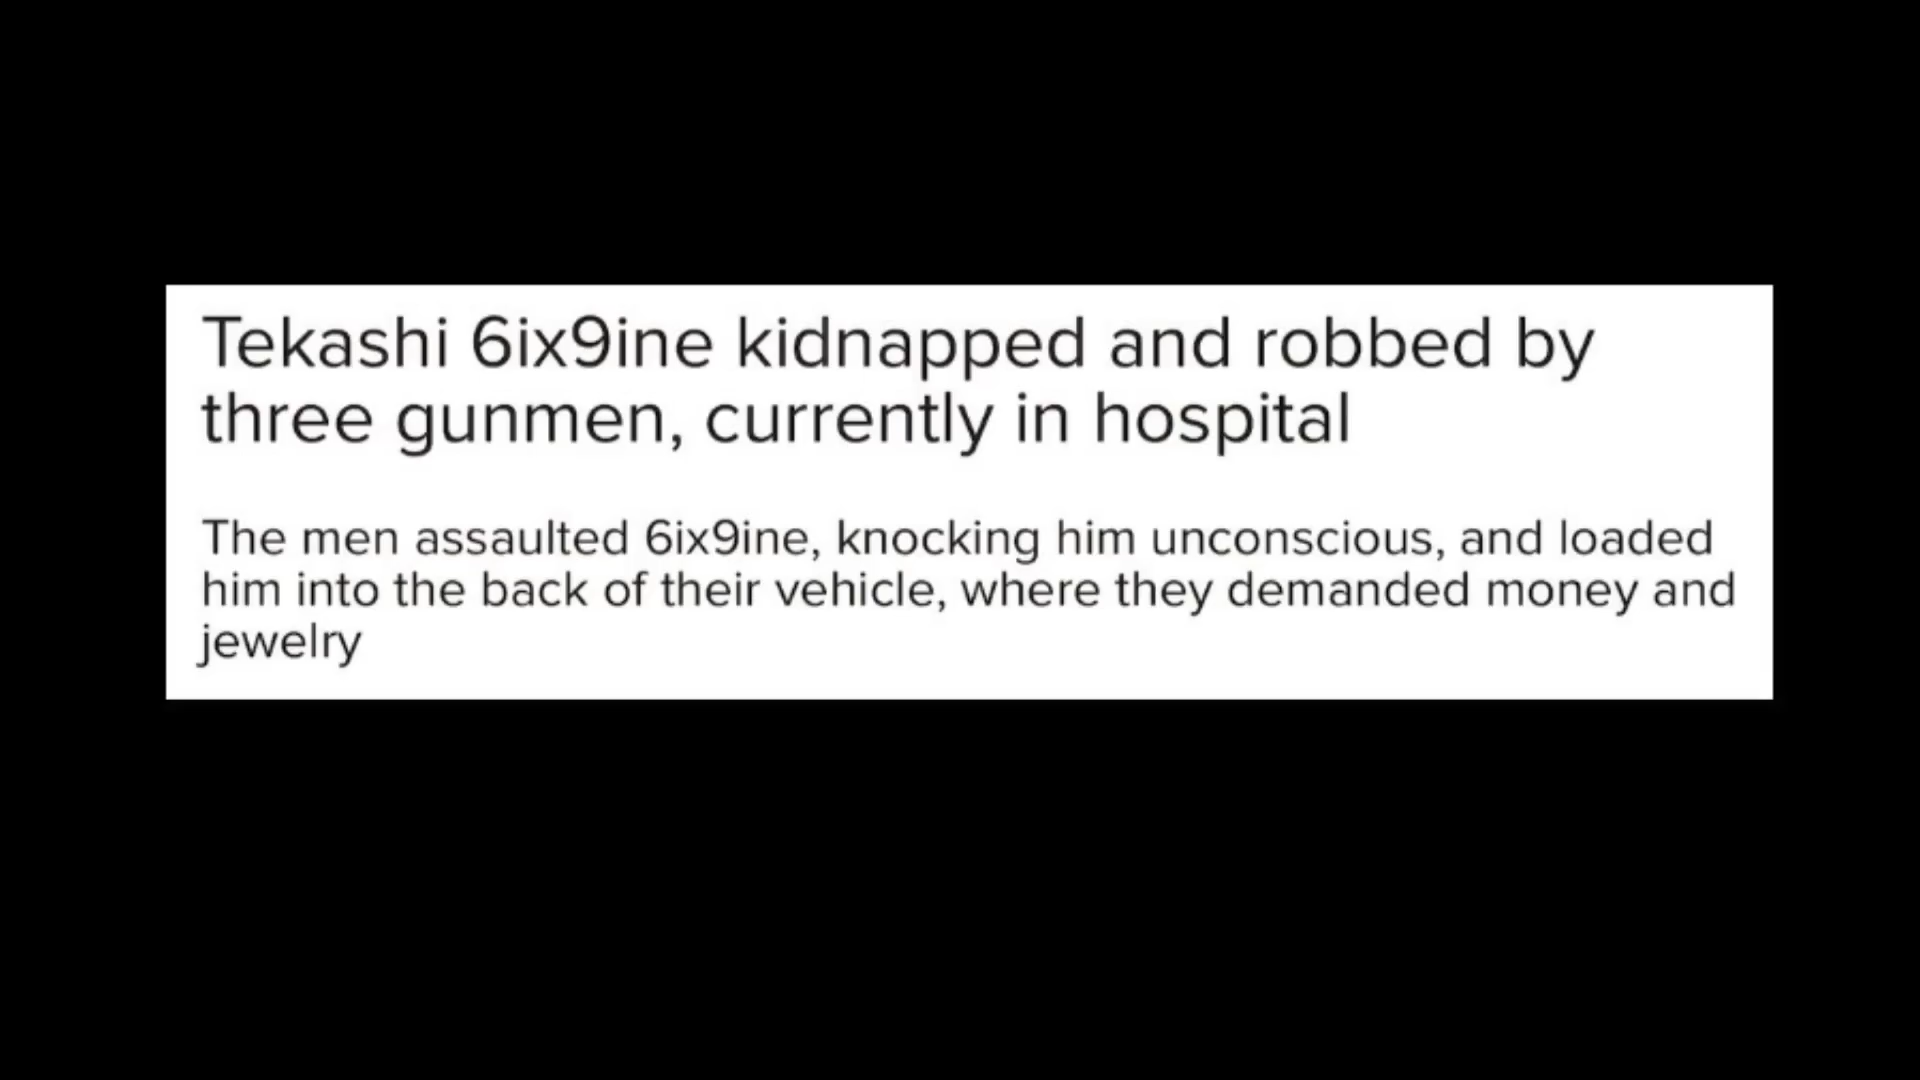 Tekashi 6ix9ine kidnapped and robbed by
three gunmen, currently in hospital
The men assaulted 6ix9ine, knocking him unconscious, and loaded
him into the back of their vehicle, where they demanded money and
jewelry